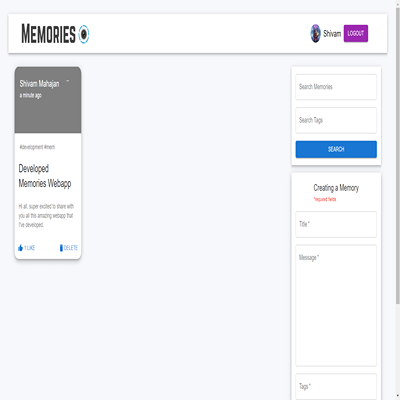 Memories
Shivam
LOGOUT
Shivam Mahajan
a minute ago
#development #mern
Developed
Memories Webapp
Hi all, super excited to share with
you all this amazing webapp that
I've developed.
1 LIKE
DELETE
Search Memories
Search Tags
SEARCH
Creating a Memory
*required fields
Title *
Message *
Tags *